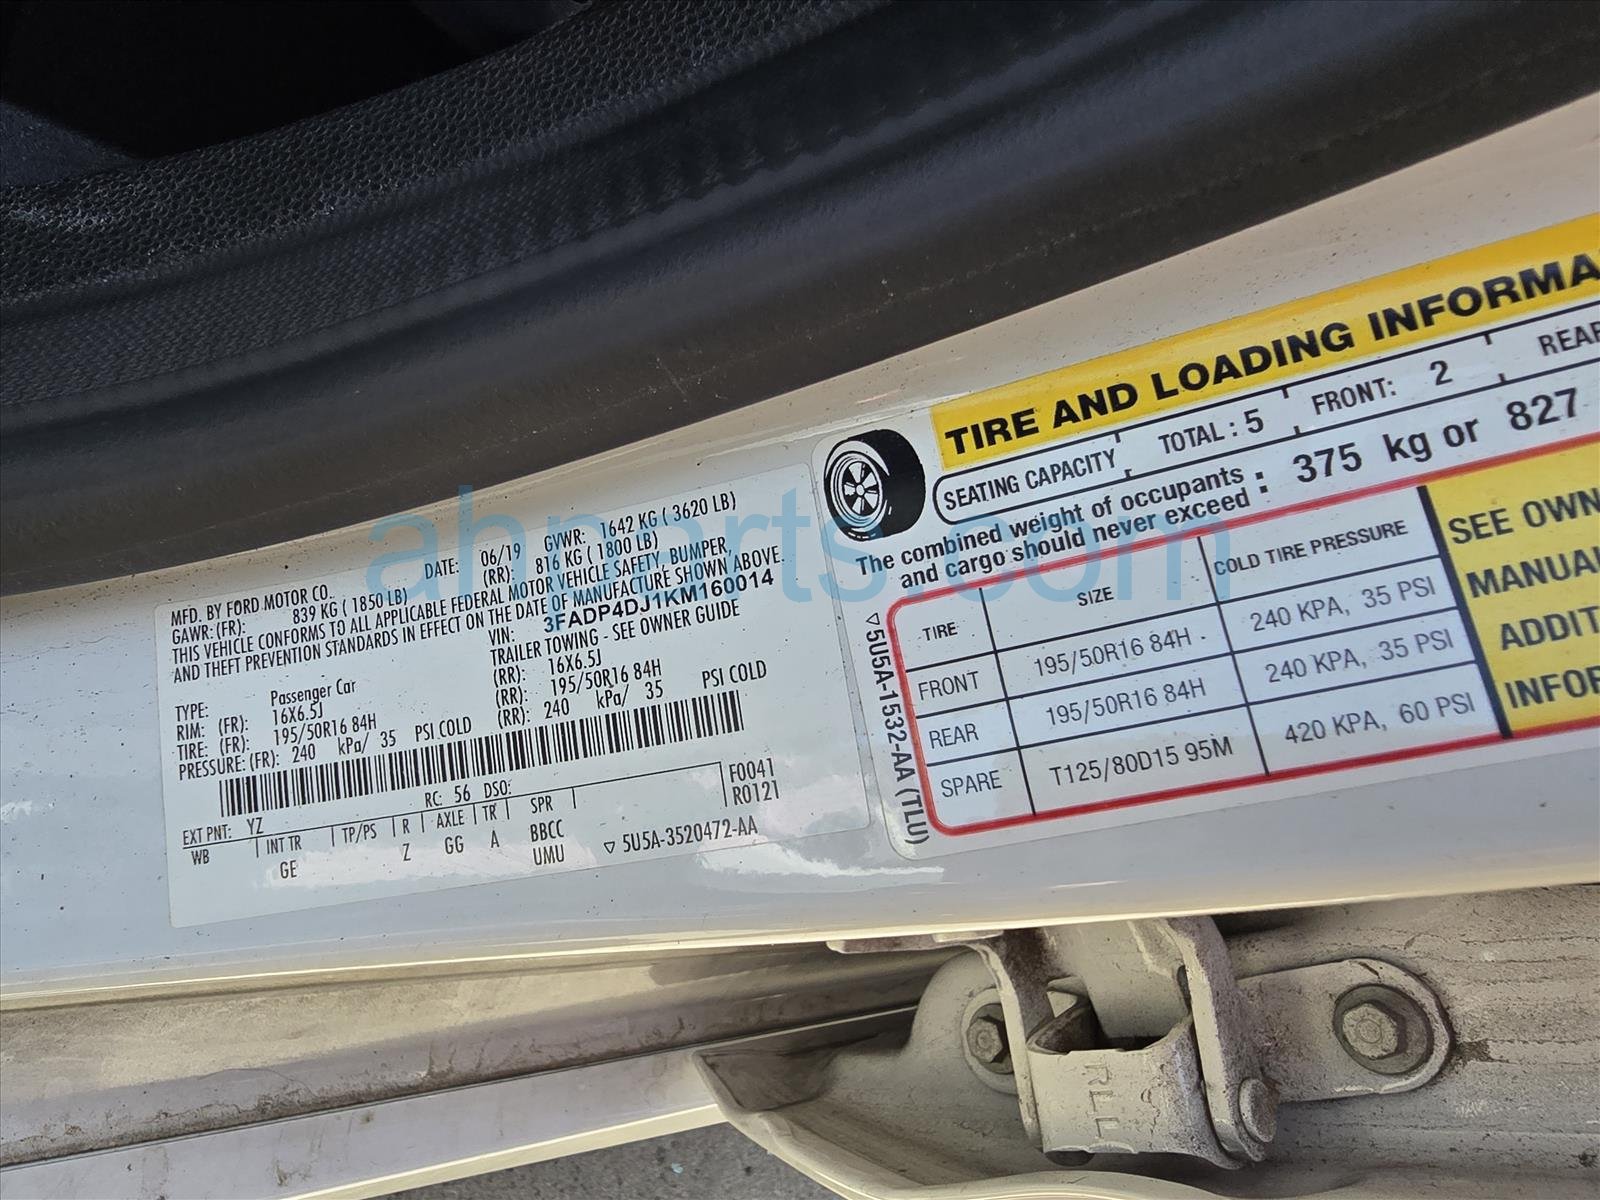 MFD. BY FORD MOTOR CO.
DATE: 06/19 GVWR: 1642 KG ( 3620 LB)
GAWR: (FR): 839 KG ( 1850 LB) (RR): 816 KG ( 1800 LB)
THIS VEHICLE CONFORMS TO ALL APPLICABLE FEDERAL MOTOR VEHICLE SAFETY, BUMPER,
AND THEFT PREVENTION STANDARDS IN EFFECT ON THE DATE OF MANUFACTURE SHOWN ABOVE.
VIN: 3FADP4DJ1KM160014
TYPE: Passenger Car TRAILER TOWING - SEE OWNER GUIDE
RIM: (FR): 16X6.5J (RR): 16X6.5J
TIRE: (FR): 195/50R16 84H (RR): 195/50R16 84H
PRESSURE: (FR): 240 kPa/ 35 PSI COLD (RR): 240 kPa/ 35 PSI COLD
EXT PNT: YZ RC: 56 DSO: F0041
WB INT TR TP/PS R AXLE TR SPR R0121
GE Z GG A BBCC
UMU ▽ 5U5A-3520472-AA
TIRE AND LOADING INFORMA
SEATING CAPACITY TOTAL : 5 FRONT: 2 REAR
The combined weight of occupants
and cargo should never exceed : 375 kg or 827
TIRE SIZE COLD TIRE PRESSURE
FRONT 195/50R16 84H 240 KPA, 35 PSI
REAR 195/50R16 84H 240 KPA, 35 PSI
SPARE T125/80D15 95M 420 KPA, 60 PSI
SEE OWN
MANUA
ADDIT
INFOR
▽5U5A-1532-AA (TLU)
ahparts.com
RLL